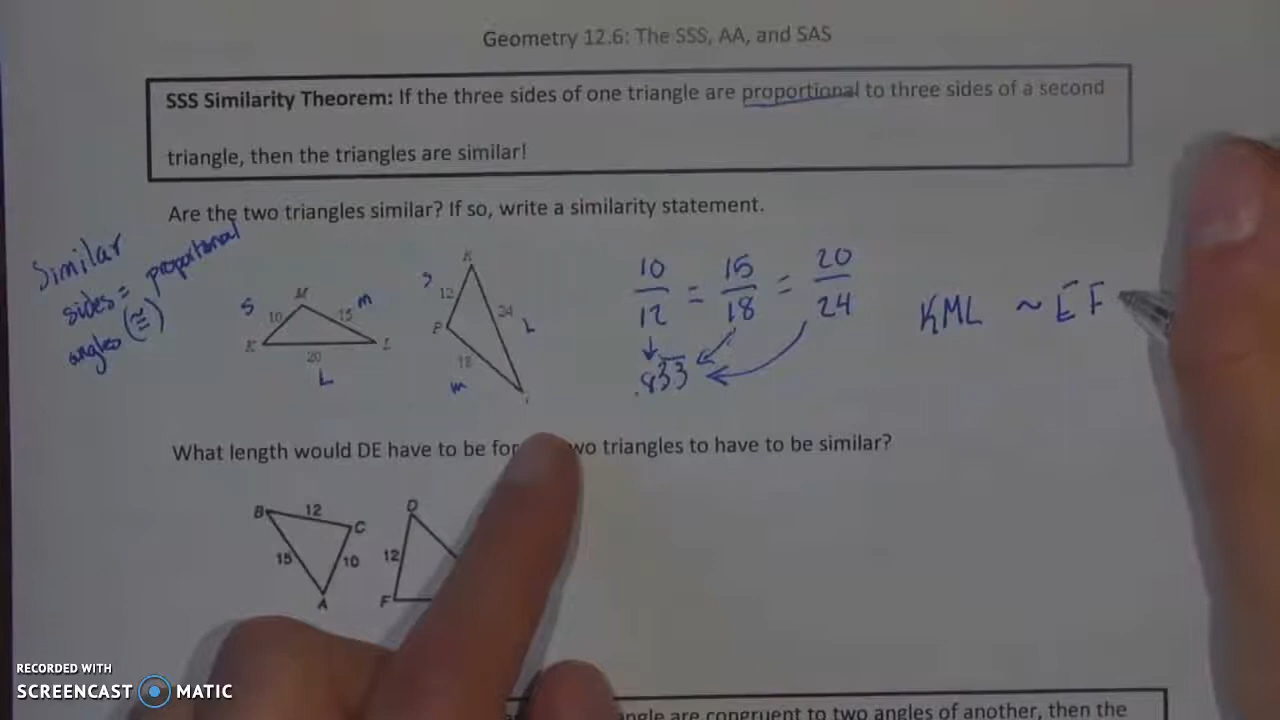 Geometry 12.6: The SSS, AA, and SAS
SSS Similarity Theorem: If the three sides of one triangle are proportional to three sides of a second
triangle, then the triangles are similar!
Are the two triangles similar? If so, write a similarity statement.
Similar
sides = proportional
angles (≅)
S
M
m
10
15
K
L
20
L
12
24
L
18
m
10/12 = 15/18 = 20/24
.833
KML ~ EF
What length would DE have to be for two triangles to have to be similar?
B
12
C
15
10
A
D
12
F
RECORDED WITH
SCREENCAST MATIC
angle are congruent to two angles of another, then the